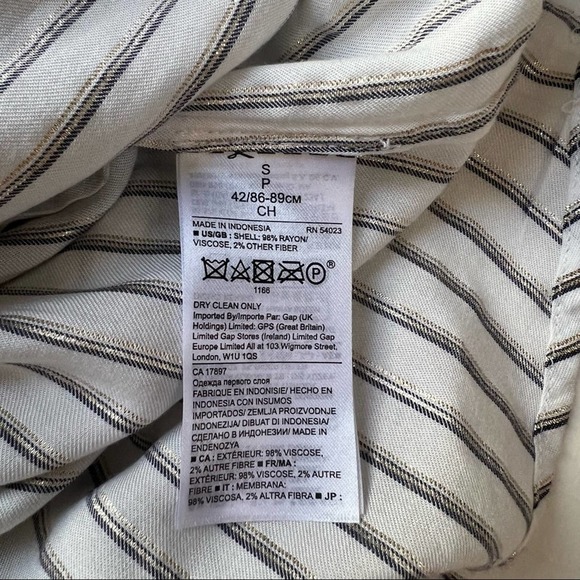 S
P
42/86-89см
CH
MADE IN INDONESIA RN 54023
■ US/GB : SHELL: 98% RAYON/
VISCOSE, 2% OTHER FIBER
P ®
1166
DRY CLEAN ONLY
Imported By/Importe Par: Gap (UK
Holdings) Limited: GPS (Great Britain)
Limited Gap Stores (Ireland) Limited Gap
Europe Limited All at 103 Wigmore Street,
London, W1U 1QS
CA 17897
Одежда первого слоя
FABRIQUE EN INDONESIE/ HECHO EN
INDONESIA CON INSUMOS
IMPORTADOS/ ZEMLJA PROIZVODNJE
INDONEZIJA/ DIBUAT DI INDONESIA/
СДЕЛАНО В ИНДОНЕЗИИ/ MADE IN
ENDENOZYA
■ CA : EXTÉRIEUR: 98% VISCOSE,
2% AUTRE FIBRE ■ FR/MA :
EXTÉRIEUR: 98% VISCOSE, 2% AUTRE
FIBRE ■ IT : MEMBRANA:
98% VISCOSA, 2% ALTRA FIBRA ■ JP :